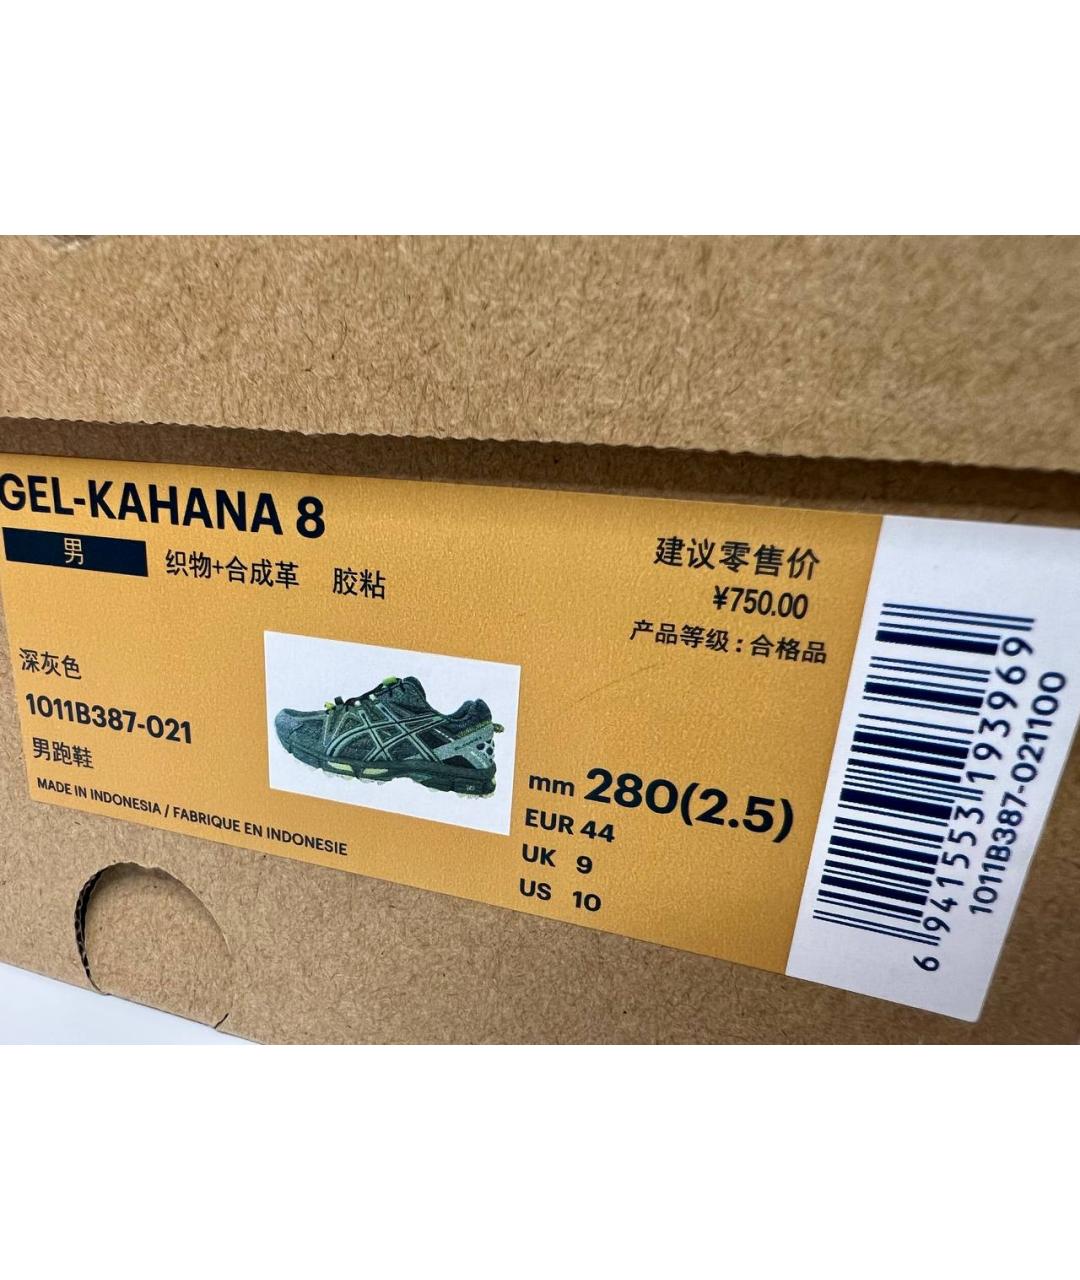 GEL-KAHANA 8
男
织物+合成革 胶粘
建议零售价
¥750.00
产品等级：合格品
深灰色
1011B387-021
男跑鞋
MADE IN INDONESIA / FABRIQUE EN INDONESIE
mm 280(2.5)
EUR 44
UK 9
US 10
6 941553 193969
1011B387-021100